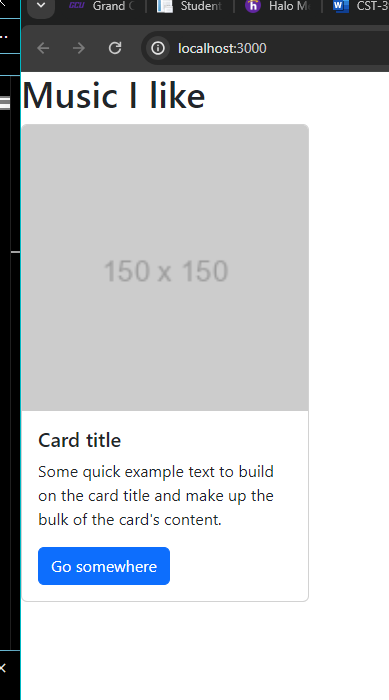 GCU Grand C Student Halo M W CST-3
localhost:3000
Music I like
150 x 150
Card title
Some quick example text to build
on the card title and make up the
bulk of the card's content.
Go somewhere